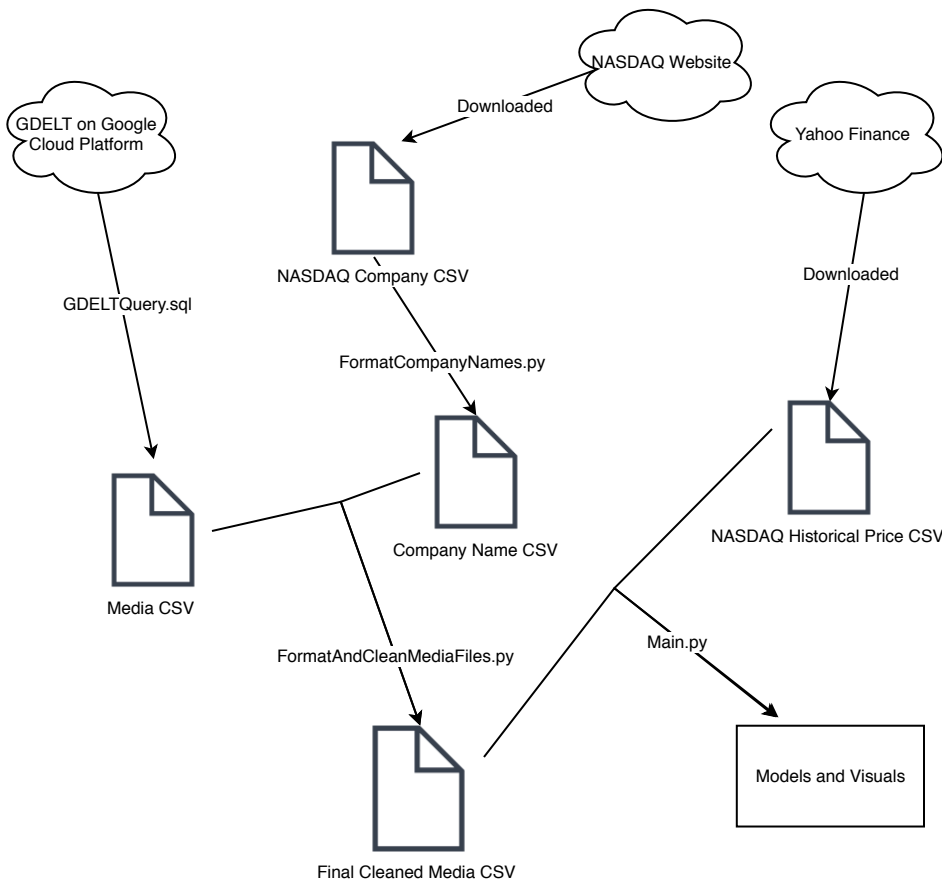 NASDAQ Website
GDELT on Google
Cloud Platform
Downloaded
Yahoo Finance
NASDAQ Company CSV
Downloaded
GDELTQuery.sql
FormatCompanyNames.py
NASDAQ Historical Price CSV
Company Name CSV
Media CSV
FormatAndCleanMediaFiles.py
Main.py
Models and Visuals
Final Cleaned Media CSV